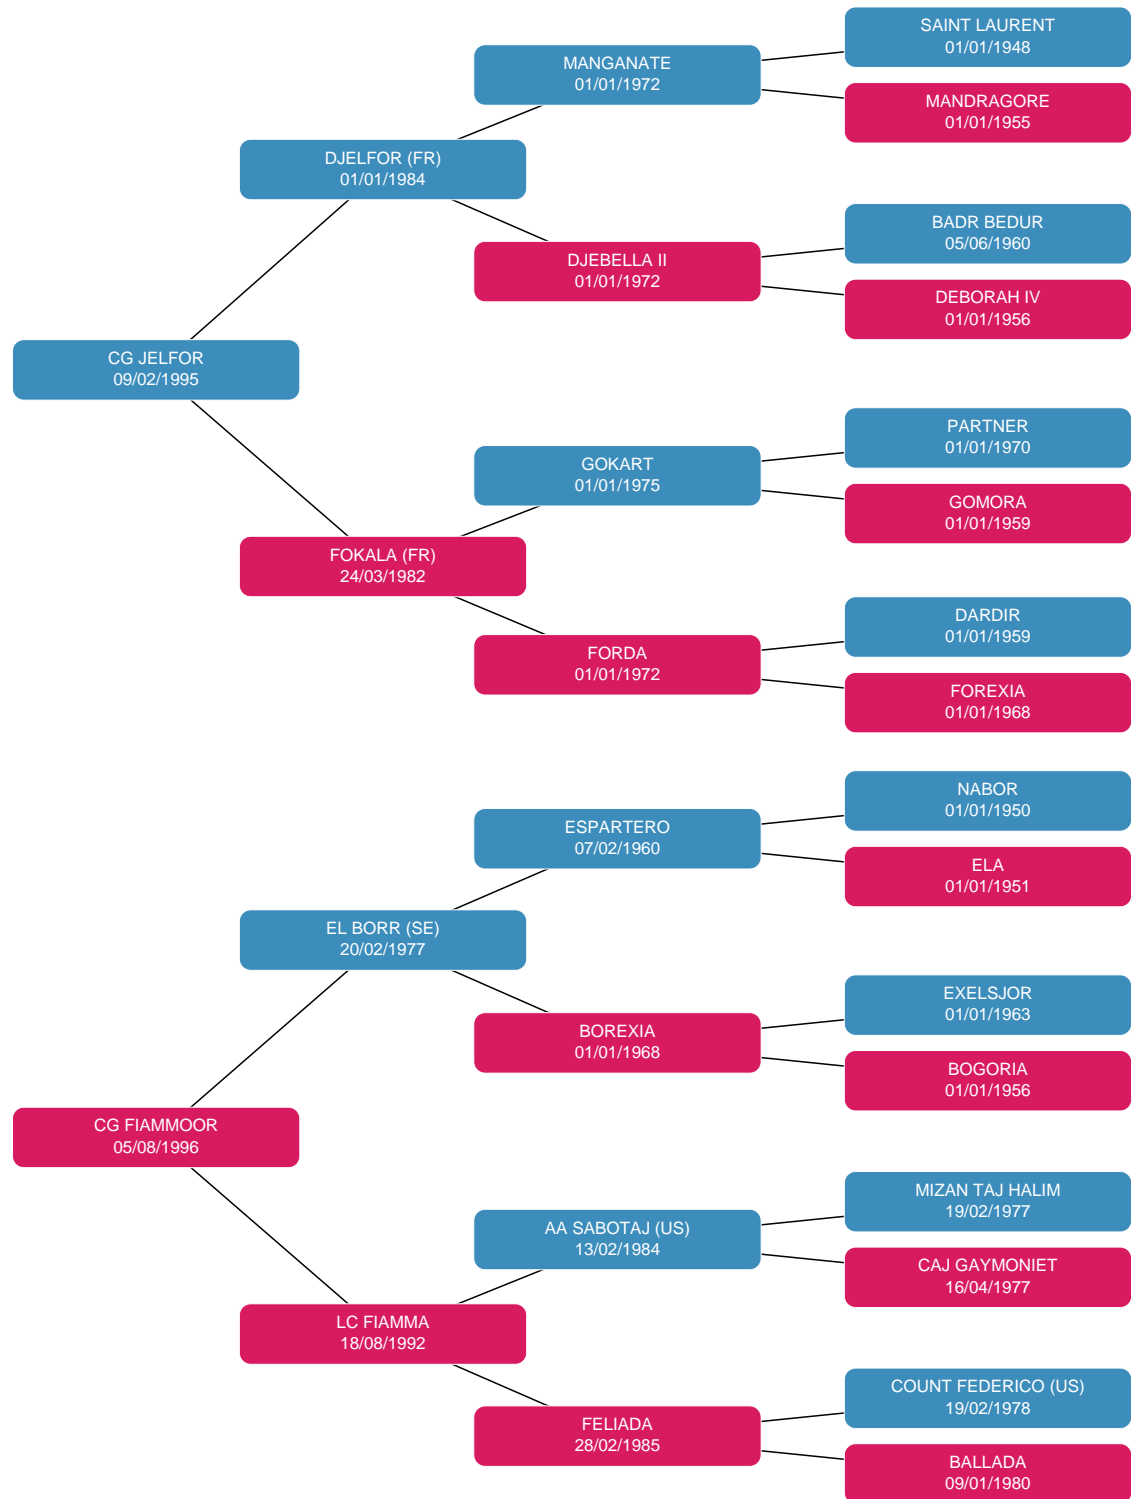 SAINT LAURENT
01/01/1948
MANGANATE
01/01/1972
MANDRAGORE
01/01/1955
DJELFOR (FR)
01/01/1984
BADR BEDUR
05/06/1960
DJEBELLA II
01/01/1972
DEBORAH IV
01/01/1956
CG JELFOR
09/02/1995
PARTNER
01/01/1970
GOKART
01/01/1975
GOMORA
01/01/1959
FOKALA (FR)
24/03/1982
DARDIR
01/01/1959
FORDA
01/01/1972
FOREXIA
01/01/1968
NABOR
01/01/1950
ESPARTERO
07/02/1960
ELA
01/01/1951
EL BORR (SE)
20/02/1977
EXELSJOR
01/01/1963
BOREXIA
01/01/1968
BOGORIA
01/01/1956
CG FIAMMOOR
05/08/1996
MIZAN TAJ HALIM
19/02/1977
AA SABOTAJ (US)
13/02/1984
CAJ GAYMONIET
16/04/1977
LC FIAMMA
18/08/1992
COUNT FEDERICO (US)
19/02/1978
FELIADA
28/02/1985
BALLADA
09/01/1980